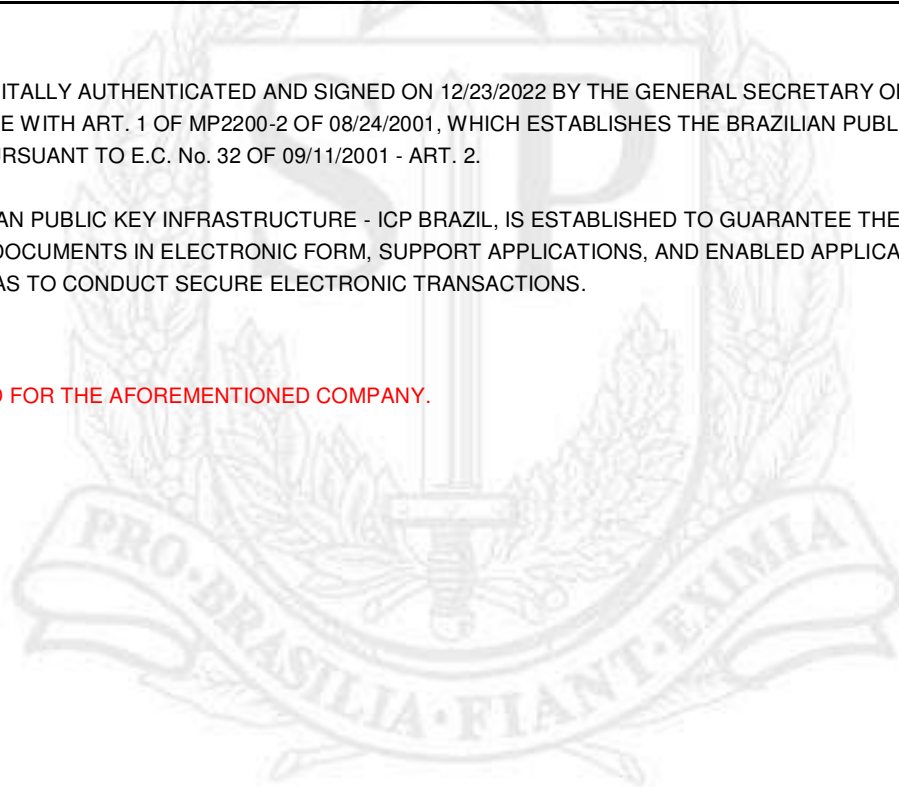 ITALLY AUTHENTICATED AND SIGNED ON 12/23/2022 BY THE GENERAL SECRETARY
E WITH ART. 1 OF MP2200-2 OF 08/24/2001, WHICH ESTABLISHES THE BRAZILIAN PUBL
RSUANT TO E.C. No. 32 OF 09/11/2001 - ART. 2.
AN PUBLIC KEY INFRASTRUCTURE - ICP BRAZIL, IS ESTABLISHED TO GUARANTEE THE
DOCUMENTS IN ELECTRONIC FORM, SUPPORT APPLICATIONS, AND ENABLED APPLICA
AS TO CONDUCT SECURE ELECTRONIC TRANSACTIONS.
FOR THE AFOREMENTIONED COMPANY.
S P
PRO·BRASILIA·FIANT·EXIMIA